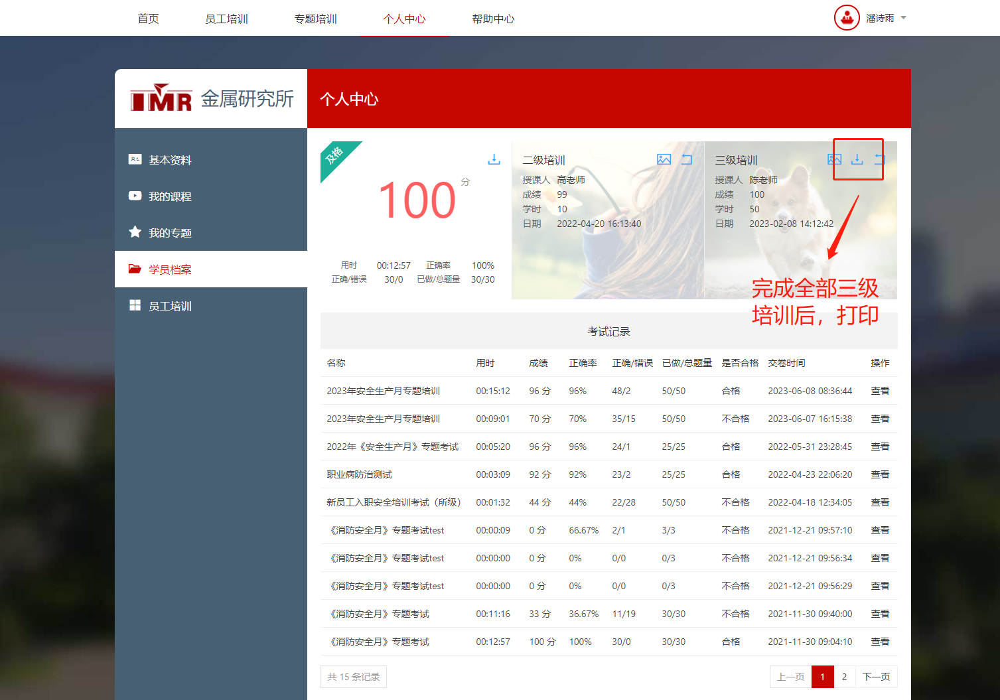 首页 员工培训 专题培训 个人中心 帮助中心 潘诗雨
IMR 金属研究所
个人中心
基本资料
我的课程
我的专题
学员档案
员工培训
及格
100 分
用时 00:12:57 正确率 100%
正确/错误 30/0 已做/总题量 30/30
二级培训
授课人 高老师
成绩 99
学时 10
日期 2022-04-20 16:13:40
三级培训
授课人 陈老师
成绩 100
学时 50
日期 2023-02-08 14:12:42
完成全部三级
培训后，打印
考试记录
名称 用时 成绩 正确率 正确/错误 已做/总题量 是否合格 交卷时间 操作
2023年安全生产月专题培训 00:15:12 96 分 96% 48/2 50/50 合格 2023-06-08 08:36:44 查看
2023年安全生产月专题培训 00:09:01 70 分 70% 35/15 50/50 不合格 2023-06-07 16:15:38 查看
2022年《安全生产月》专题考试 00:05:20 96 分 96% 24/1 25/25 合格 2022-05-31 23:28:45 查看
职业病防治测试 00:03:09 92 分 92% 23/2 25/25 合格 2022-04-23 22:06:20 查看
新员工入职安全培训考试（所级） 00:01:32 44 分 44% 22/28 50/50 不合格 2022-04-18 12:34:05 查看
《消防安全月》专题考试test 00:00:09 0 分 66.67% 2/1 3/3 不合格 2021-12-21 09:57:10 查看
《消防安全月》专题考试test 00:00:00 0 分 0% 0/0 0/3 不合格 2021-12-21 09:56:34 查看
《消防安全月》专题考试test 00:00:00 0 分 0% 0/0 0/3 不合格 2021-12-21 09:56:29 查看
《消防安全月》专题考试 00:11:16 33 分 36.67% 11/19 30/30 不合格 2021-11-30 09:40:00 查看
《消防安全月》专题考试 00:12:57 100 分 100% 30/0 30/30 合格 2021-11-30 09:04:10 查看
共 15 条记录 上一页 1 2 下一页